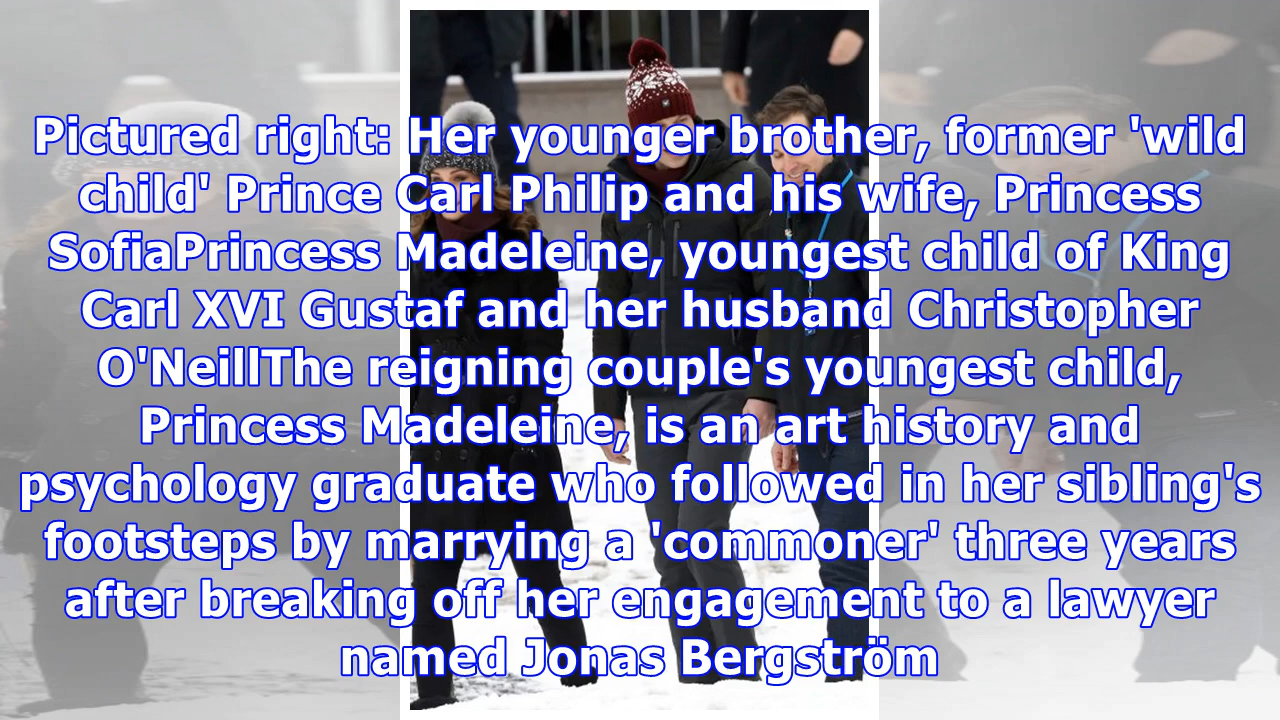 Pictured right: Her younger brother, former 'wild
child' Prince Carl Philip and his wife, Princess
SofiaPrincess Madeleine, youngest child of King
Carl XVI Gustaf and her husband Christopher
O'NeillThe reigning couple's youngest child,
Princess Madeleine, is an art history and
psychology graduate who followed in her sibling's
footsteps by marrying a 'commoner' three years
after breaking off her engagement to a lawyer
named Jonas Bergström